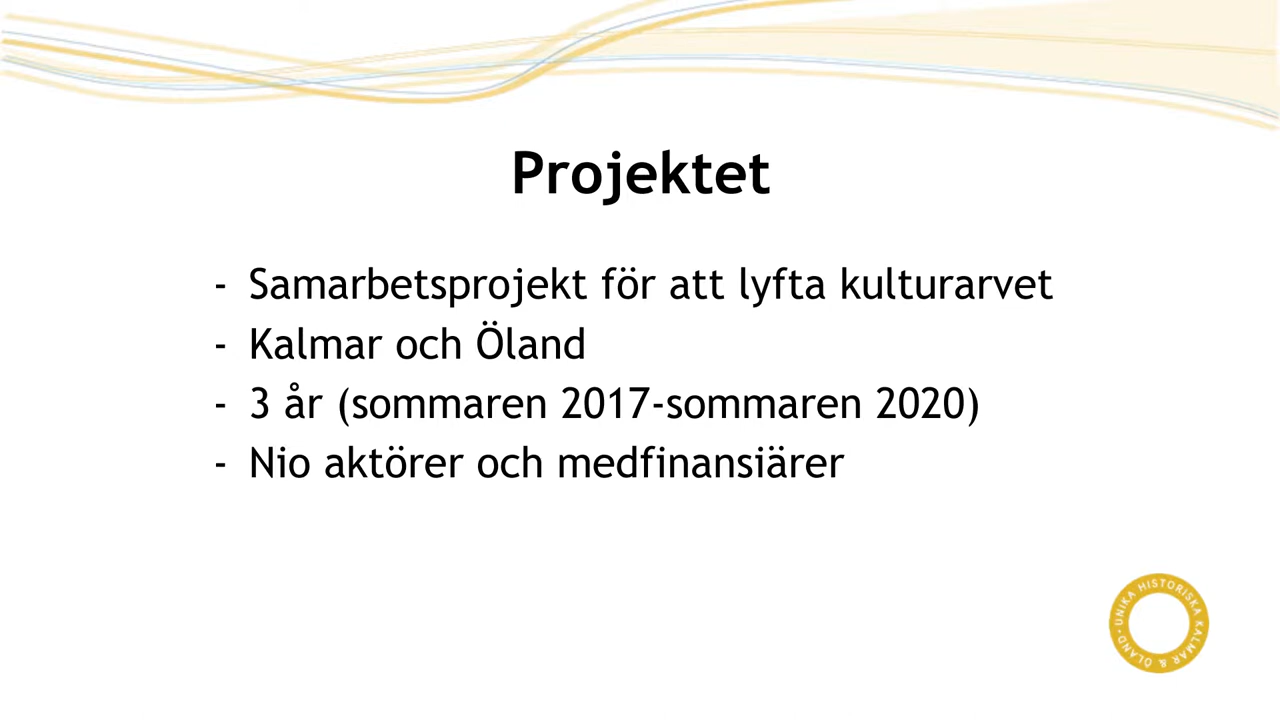 Projektet
- Samarbetsprojekt för att lyfta kulturarvet
- Kalmar och Öland
- 3 år (sommaren 2017-sommaren 2020)
- Nio aktörer och medfinansiärer
UNIKA HISTORISKA KALMAR & ÖLAND •